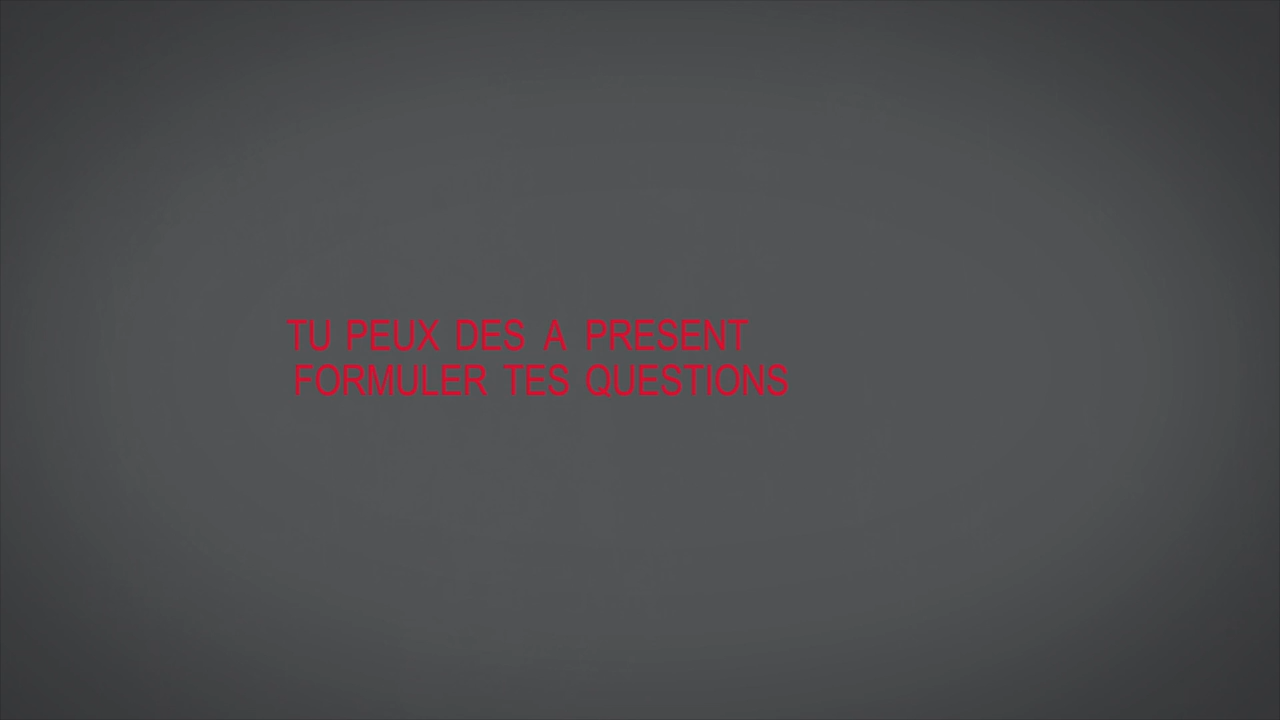 TU PEUX DES A PRESENT
FORMULER TES QUESTIONS